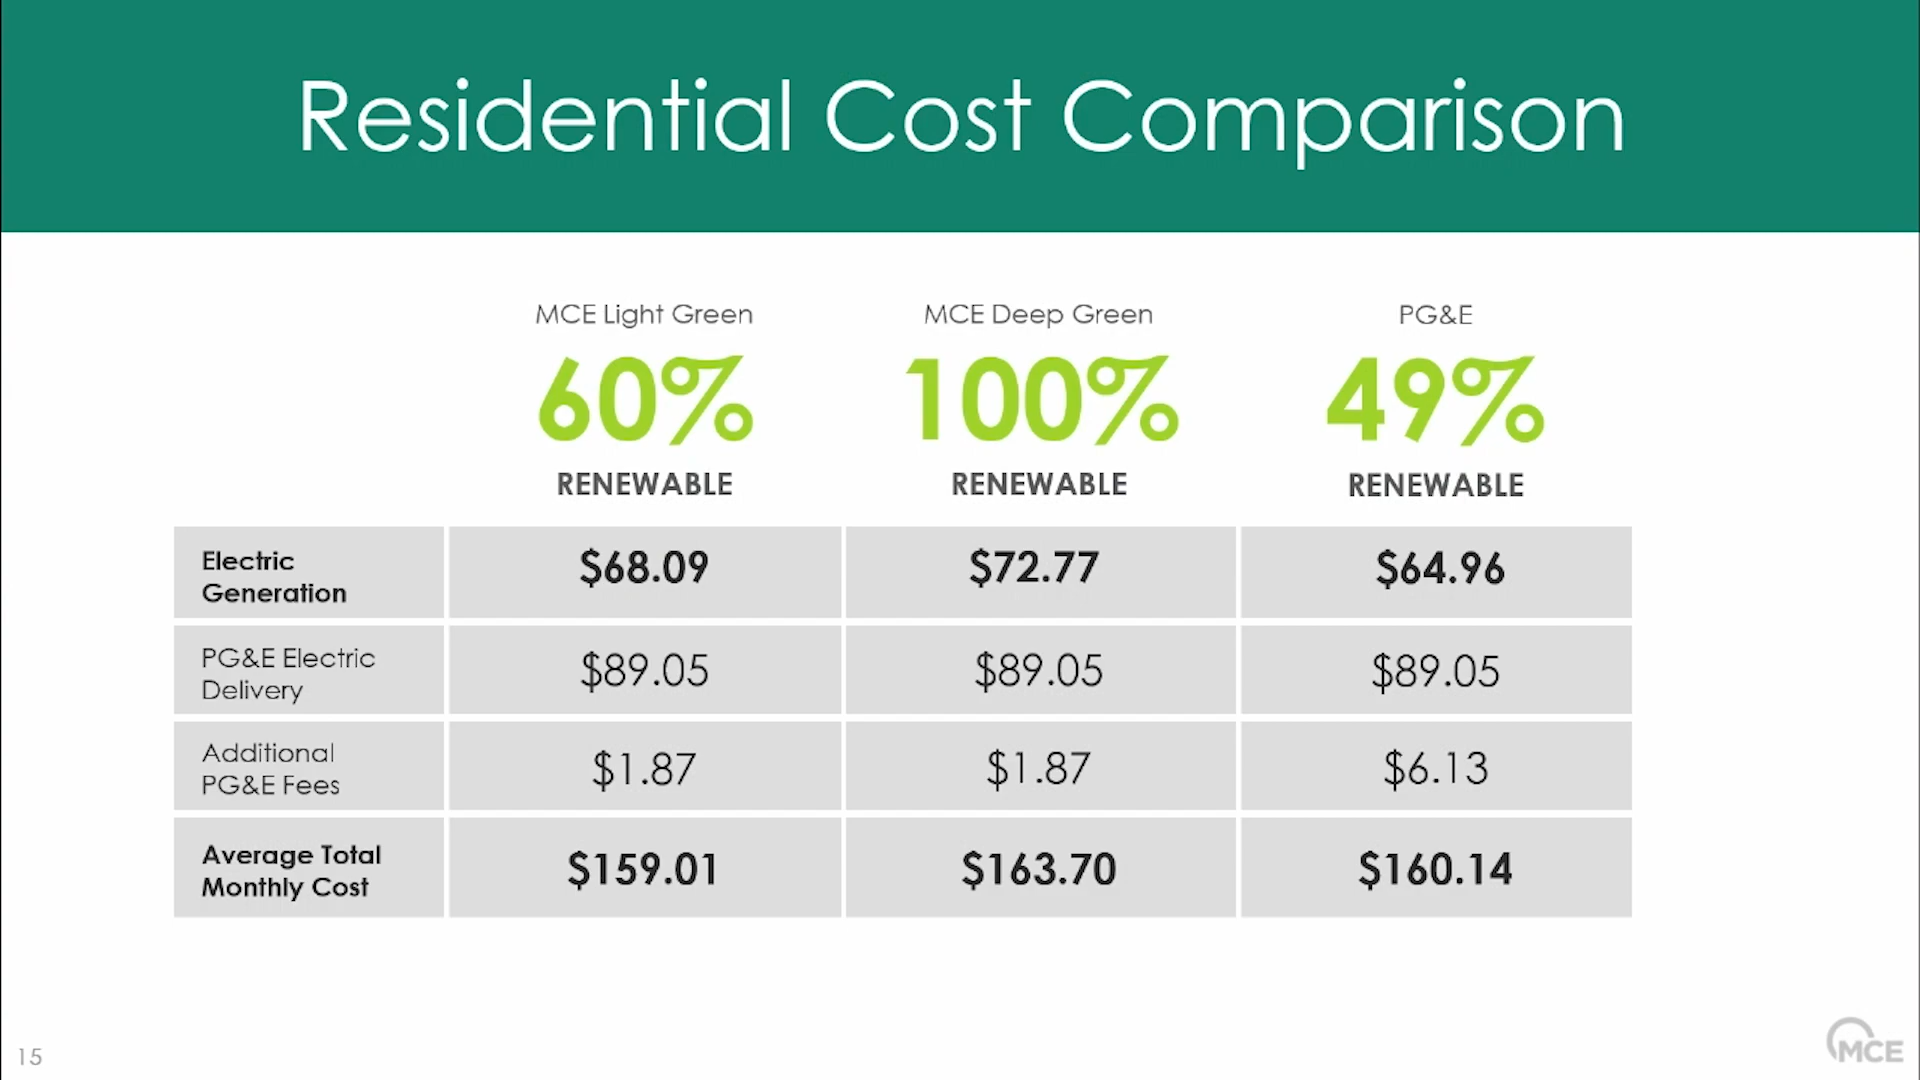 Residential Cost Comparison
MCE Light Green
MCE Deep Green
PG&E
60%
100%
49%
RENEWABLE
RENEWABLE
RENEWABLE
Electric
Generation
$68.09
$72.77
$64.96
PG&E Electric
Delivery
$89.05
$89.05
$89.05
Additional
PG&E Fees
$1.87
$1.87
$6.13
Average Total
Monthly Cost
$159.01
$163.70
$160.14
15
MCE